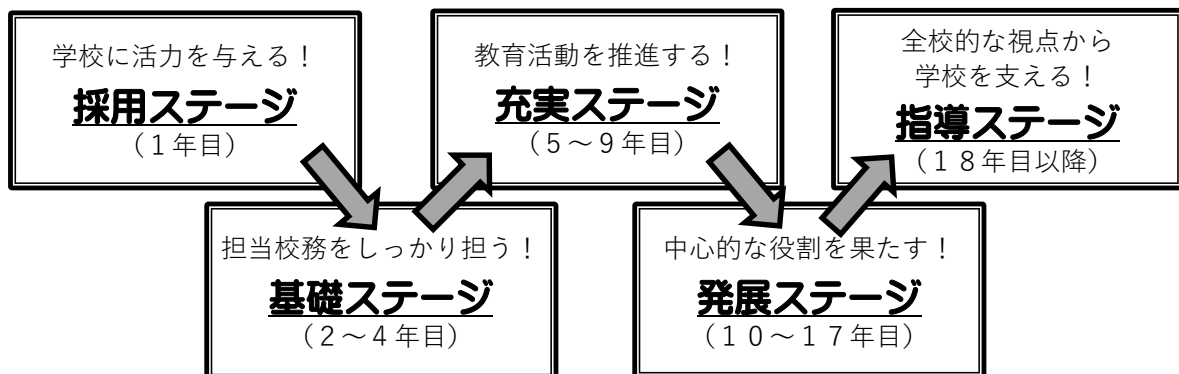 学校に活力を与える！
採用ステージ
（１年目）
担当校務をしっかり担う！
基礎ステージ
（２～４年目）
教育活動を推進する！
充実ステージ
（５～９年目）
中心的な役割を果たす！
発展ステージ
（１０～１７年目）
全校的な視点から
学校を支える！
指導ステージ
（１８年目以降）